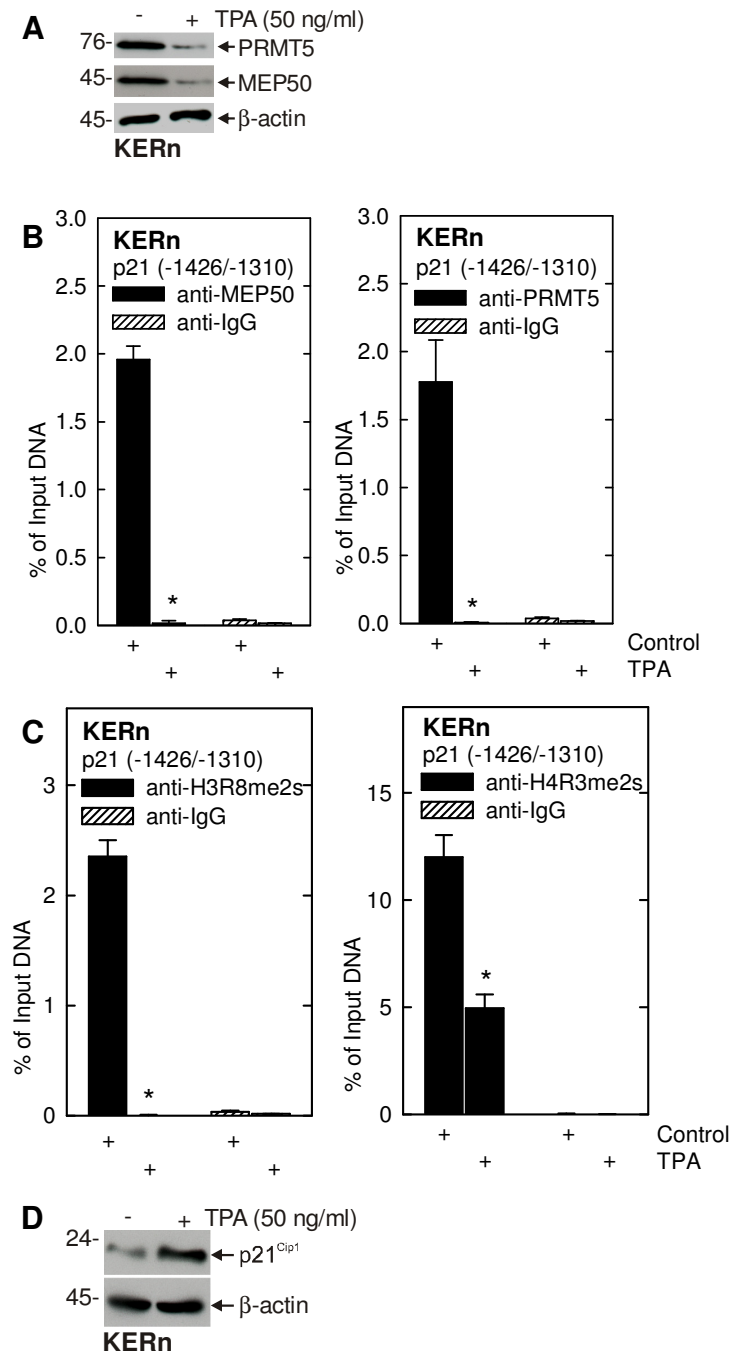 A
- + TPA (50 ng/ml)
76- PRMT5
45- MEP50
45- β-actin
KERn
B
3.0
2.5
2.0
1.5
1.0
0.5
0.0
% of Input DNA
KERn
p21 (-1426/-1310)
anti-MEP50
anti-IgG
*
+ +
+ +
3.0
2.5
2.0
1.5
1.0
0.5
0.0
% of Input DNA
KERn
p21 (-1426/-1310)
anti-PRMT5
anti-IgG
*
+ + Control
+ + TPA
C
3
2
1
0
% of Input DNA
KERn
p21 (-1426/-1310)
anti-H3R8me2s
anti-IgG
*
+ +
+ +
15
10
5
0
% of Input DNA
KERn
p21 (-1426/-1310)
anti-H4R3me2s
anti-IgG
*
+ + Control
+ + TPA
D
- + TPA (50 ng/ml)
24- p21Cip1
45- β-actin
KERn